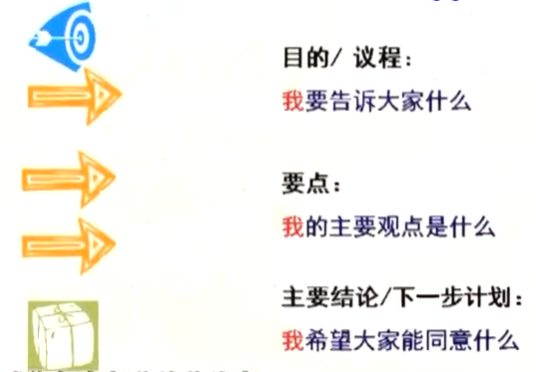 目的/ 议程：
我要告诉大家什么
要点：
我的主要观点是什么
主要结论/下一步计划：
我希望大家能同意什么